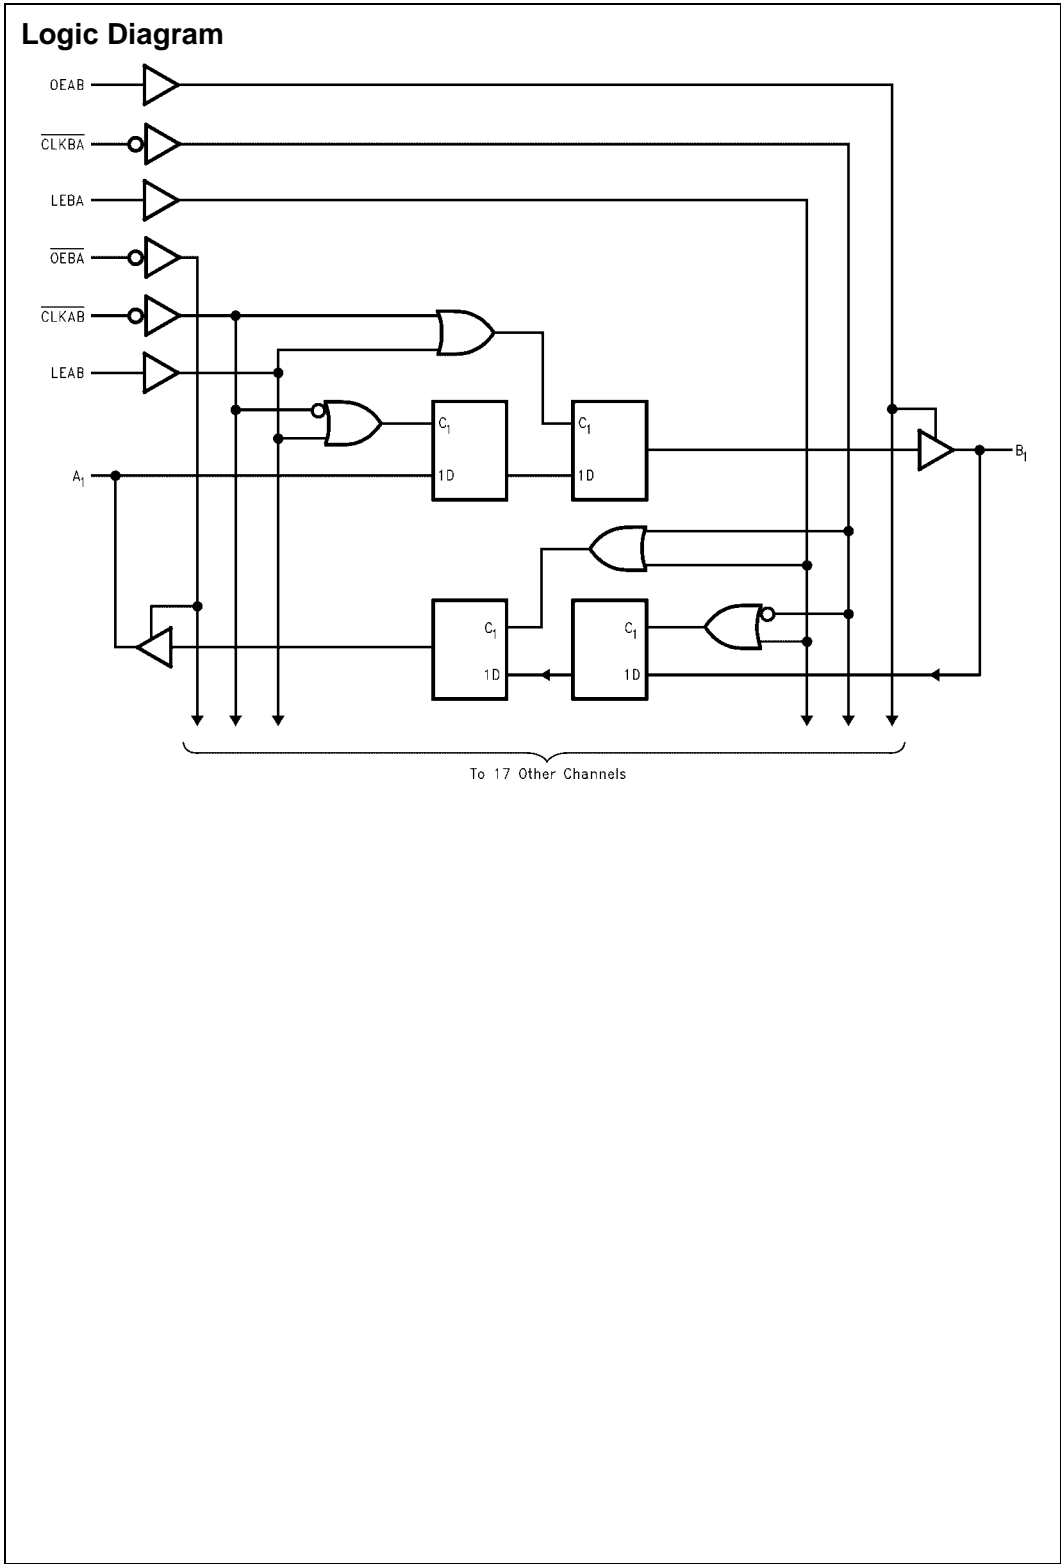 Logic Diagram
OEAB
CLKBA
LEBA
OEBA
CLKAB
LEAB
C1
C1
A1
1D
1D
B1
C1
C1
1D
1D
To 17 Other Channels